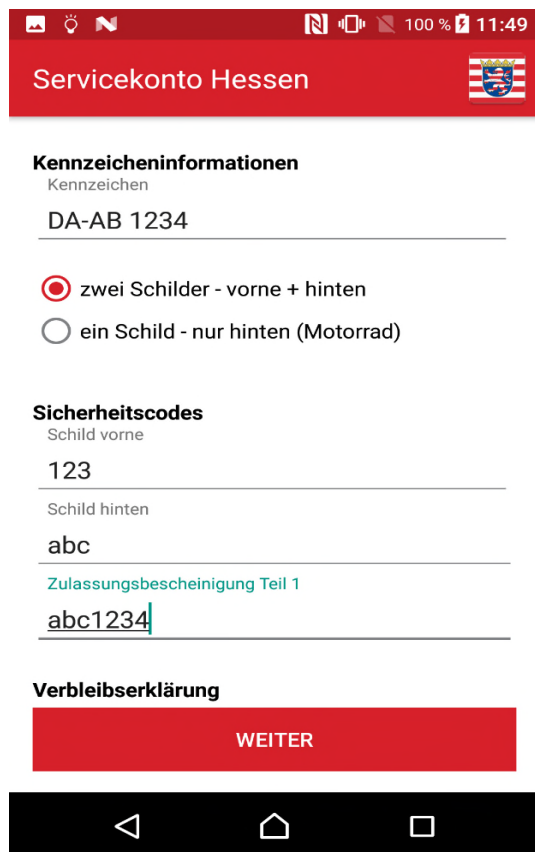 100 % 11:49
Servicekonto Hessen
Kennzeicheninformationen
Kennzeichen
DA-AB 1234
zwei Schilder - vorne + hinten
ein Schild - nur hinten (Motorrad)
Sicherheitscodes
Schild vorne
123
Schild hinten
abc
Zulassungsbescheinigung Teil 1
abc1234
Verbleibserklärung
WEITER